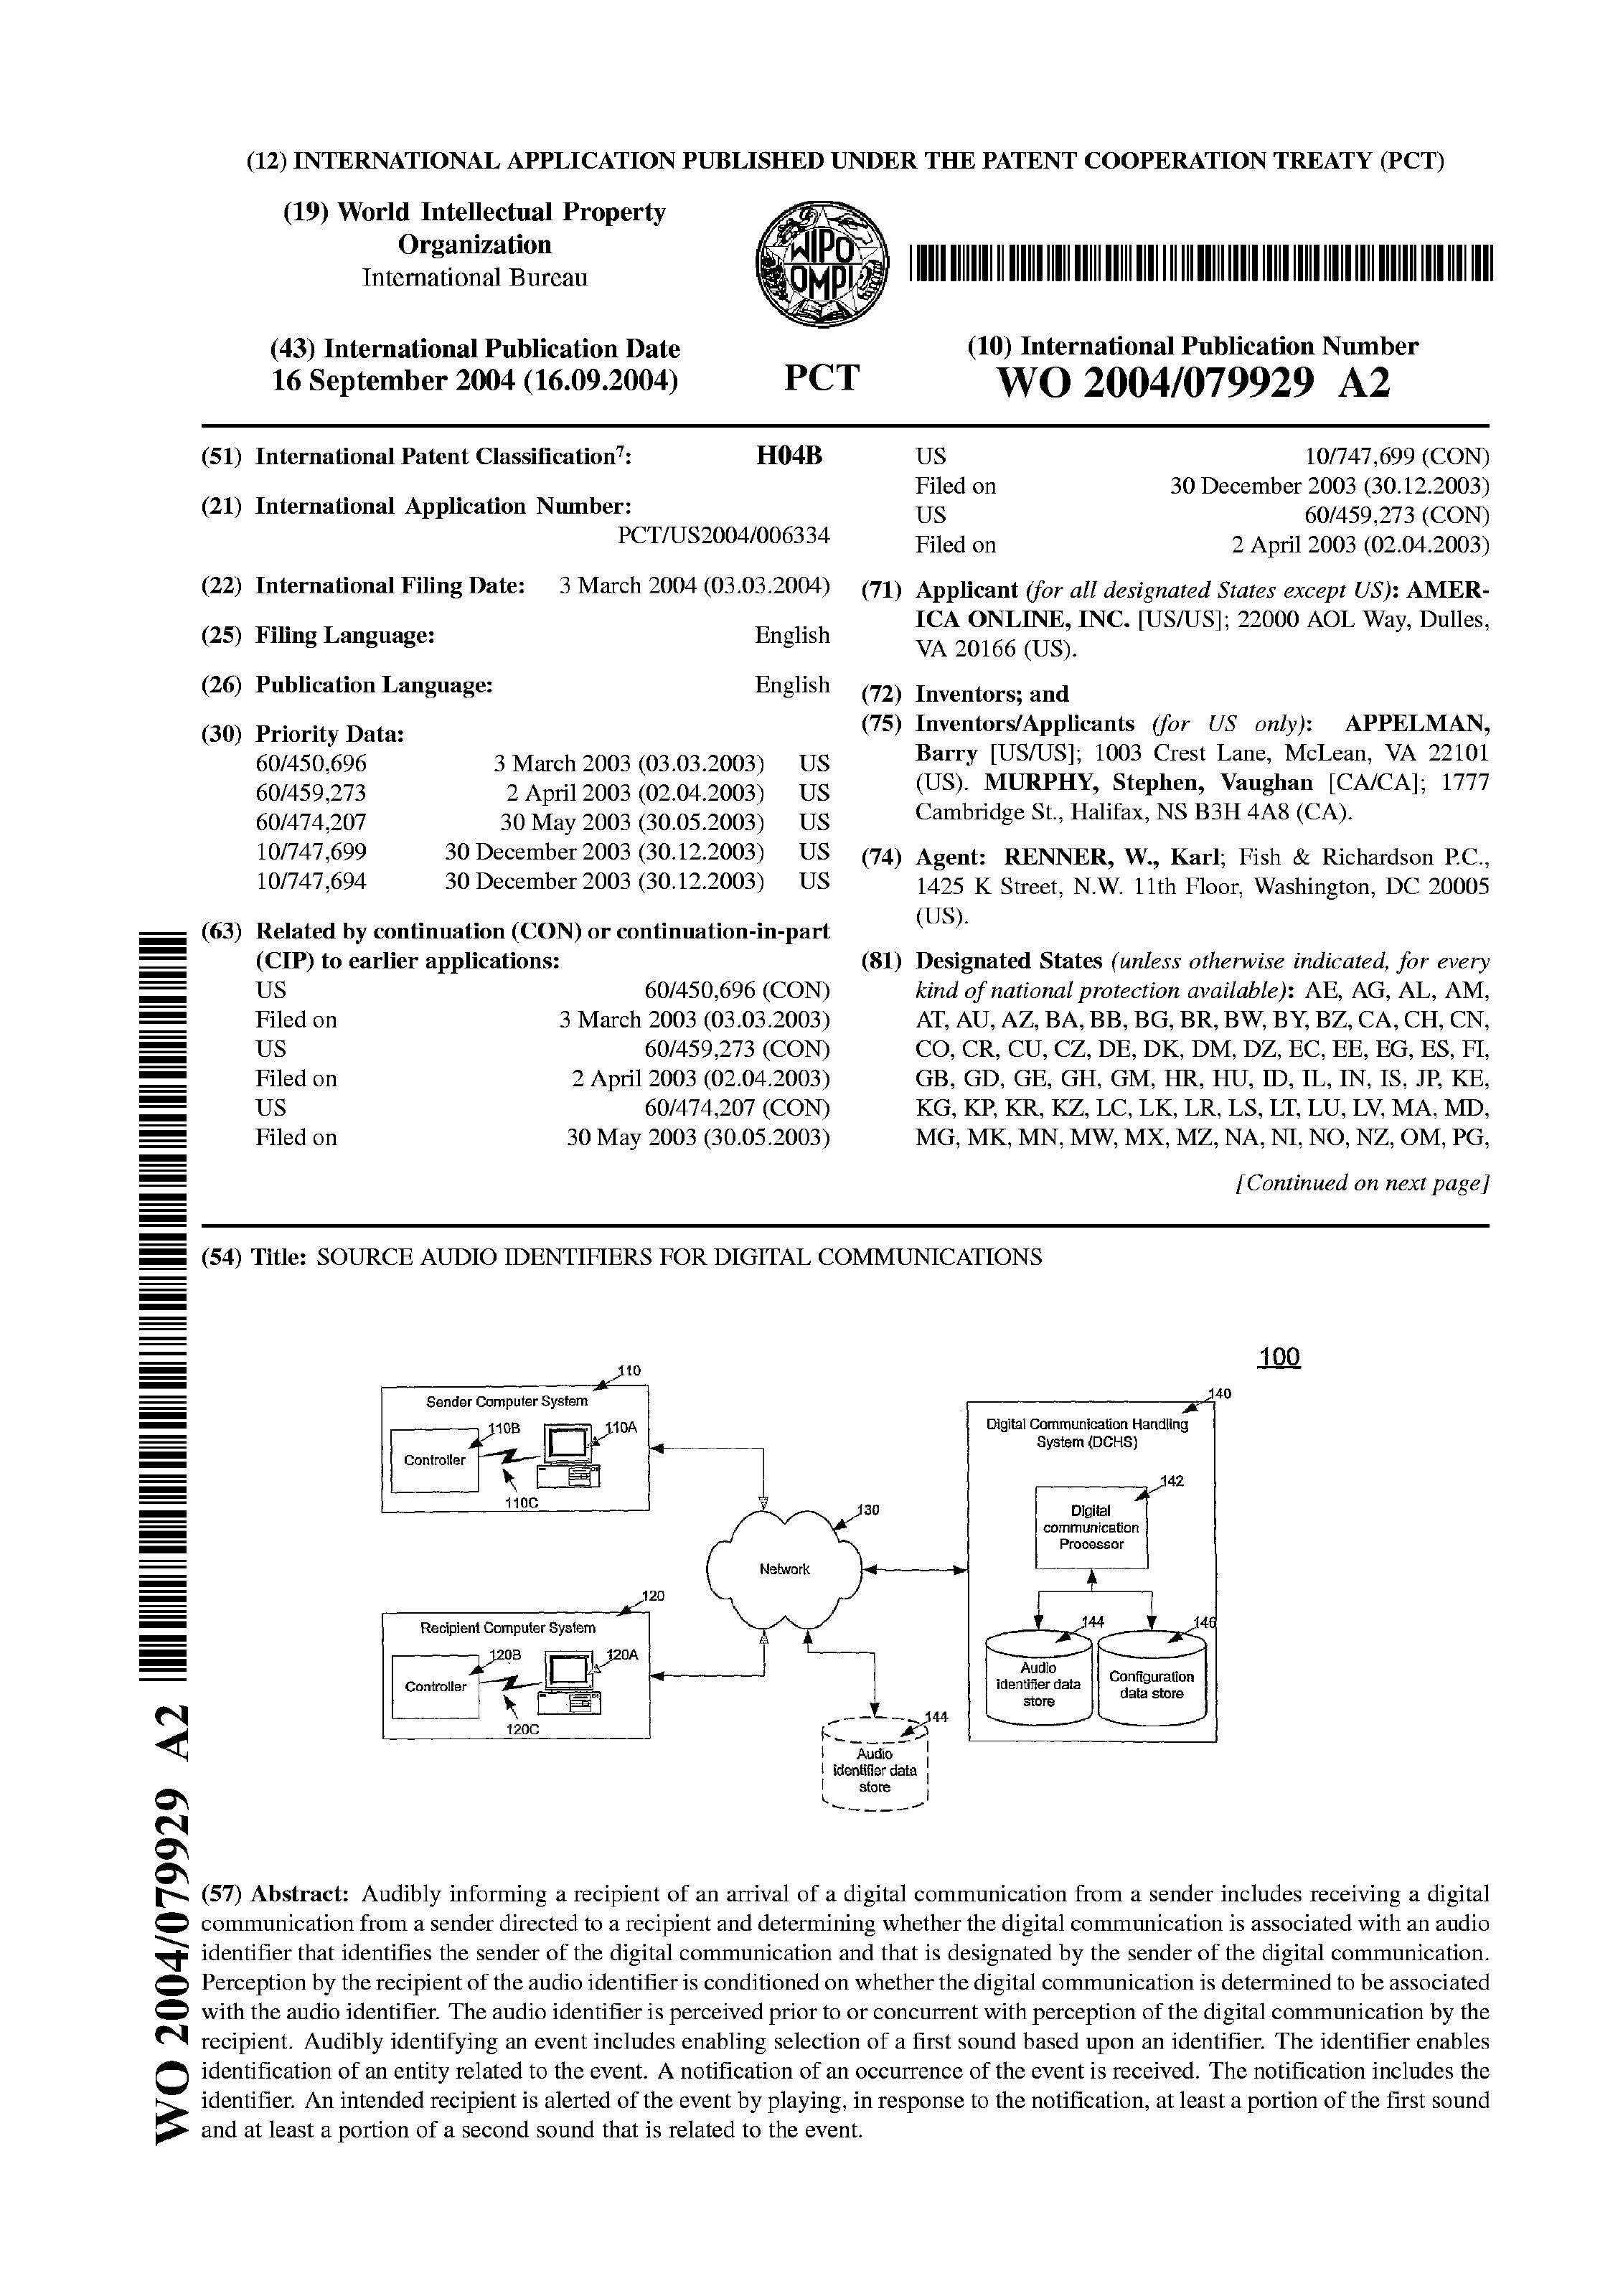 (12) INTERNATIONAL APPLICATION PUBLISHED UNDER THE PATENT COOPERATION TREATY (PCT)
(19) World Intellectual Property
Organization
International Bureau
WIPO
OMPI
(43) International Publication Date
16 September 2004 (16.09.2004)
PCT
(10) International Publication Number
WO 2004/079929 A2
(51) International Patent Classification7: H04B
(21) International Application Number:
PCT/US2004/006334
(22) International Filing Date: 3 March 2004 (03.03.2004)
(25) Filing Language: English
(26) Publication Language: English
(30) Priority Data:
60/450,696 3 March 2003 (03.03.2003) US
60/459,273 2 April 2003 (02.04.2003) US
60/474,207 30 May 2003 (30.05.2003) US
10/747,699 30 December 2003 (30.12.2003) US
10/747,694 30 December 2003 (30.12.2003) US
(63) Related by continuation (CON) or continuation-in-part
(CIP) to earlier applications:
US 60/450,696 (CON)
Filed on 3 March 2003 (03.03.2003)
US 60/459,273 (CON)
Filed on 2 April 2003 (02.04.2003)
US 60/474,207 (CON)
Filed on 30 May 2003 (30.05.2003)
US 10/747,699 (CON)
Filed on 30 December 2003 (30.12.2003)
US 60/459,273 (CON)
Filed on 2 April 2003 (02.04.2003)
(71) Applicant (for all designated States except US): AMER-
ICA ONLINE, INC. [US/US]; 22000 AOL Way, Dulles,
VA 20166 (US).
(72) Inventors; and
(75) Inventors/Applicants (for US only): APPELMAN,
Barry [US/US]; 1003 Crest Lane, McLean, VA 22101
(US). MURPHY, Stephen, Vaughan [CA/CA]; 1777
Cambridge St., Halifax, NS B3H 4A8 (CA).
(74) Agent: RENNER, W., Karl; Fish & Richardson P.C.,
1425 K Street, N.W. 11th Floor, Washington, DC 20005
(US).
(81) Designated States (unless otherwise indicated, for every
kind of national protection available): AE, AG, AL, AM,
AT, AU, AZ, BA, BB, BG, BR, BW, BY, BZ, CA, CH, CN,
CO, CR, CU, CZ, DE, DK, DM, DZ, EC, EE, EG, ES, FI,
GB, GD, GE, GH, GM, HR, HU, ID, IL, IN, IS, JP, KE,
KG, KP, KR, KZ, LC, LK, LR, LS, LT, LU, LV, MA, MD,
MG, MK, MN, MW, MX, MZ, NA, NI, NO, NZ, OM, PG,
[Continued on next page]
(54) Title: SOURCE AUDIO IDENTIFIERS FOR DIGITAL COMMUNICATIONS
100
110
Sender Computer System
110B
110A
Controller
110C
120
Recipient Computer System
120B
120A
Controller
120C
130
Network
144
Audio
identifier data
store
140
Digital Communication Handling
System (DCHS)
142
Digital
communication
Processor
144
Audio
identifier data
store
146
Configuration
data store
(57) Abstract: Audibly informing a recipient of an arrival of a digital communication from a sender includes receiving a digital
communication from a sender directed to a recipient and determining whether the digital communication is associated with an audio
identifier that identifies the sender of the digital communication and that is designated by the sender of the digital communication.
Perception by the recipient of the audio identifier is conditioned on whether the digital communication is determined to be associated
with the audio identifier. The audio identifier is perceived prior to or concurrent with perception of the digital communication by the
recipient. Audibly identifying an event includes enabling selection of a first sound based upon an identifier. The identifier enables
identification of an entity related to the event. A notification of an occurrence of the event is received. The notification includes the
identifier. An intended recipient is alerted of the event by playing, in response to the notification, at least a portion of the first sound
and at least a portion of a second sound that is related to the event.
WO 2004/079929 A2